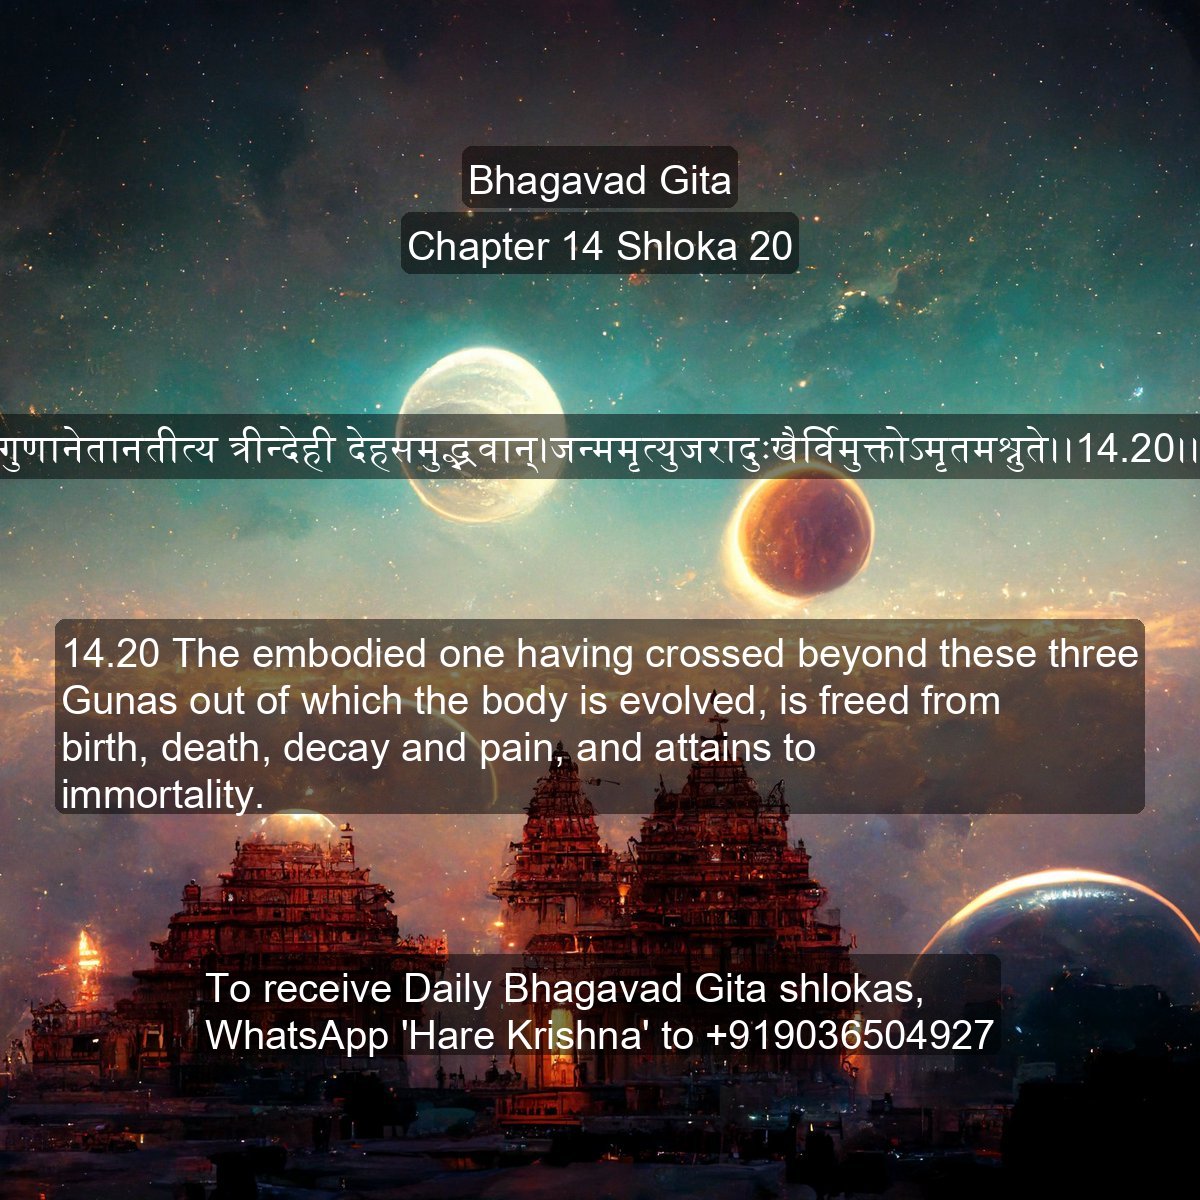 Bhagavad Gita
Chapter 14 Shloka 20
गुणानेतानतीत्य त्रीन्देही देहसमुद्भवान्।जन्ममृत्युजरादुःखैर्विमुक्तोऽमृतमश्नुते।।14.20।।
14.20 The embodied one having crossed beyond these three
Gunas out of which the body is evolved, is freed from
birth, death, decay and pain, and attains to
immortality.
To receive Daily Bhagavad Gita shlokas,
WhatsApp 'Hare Krishna' to +919036504927